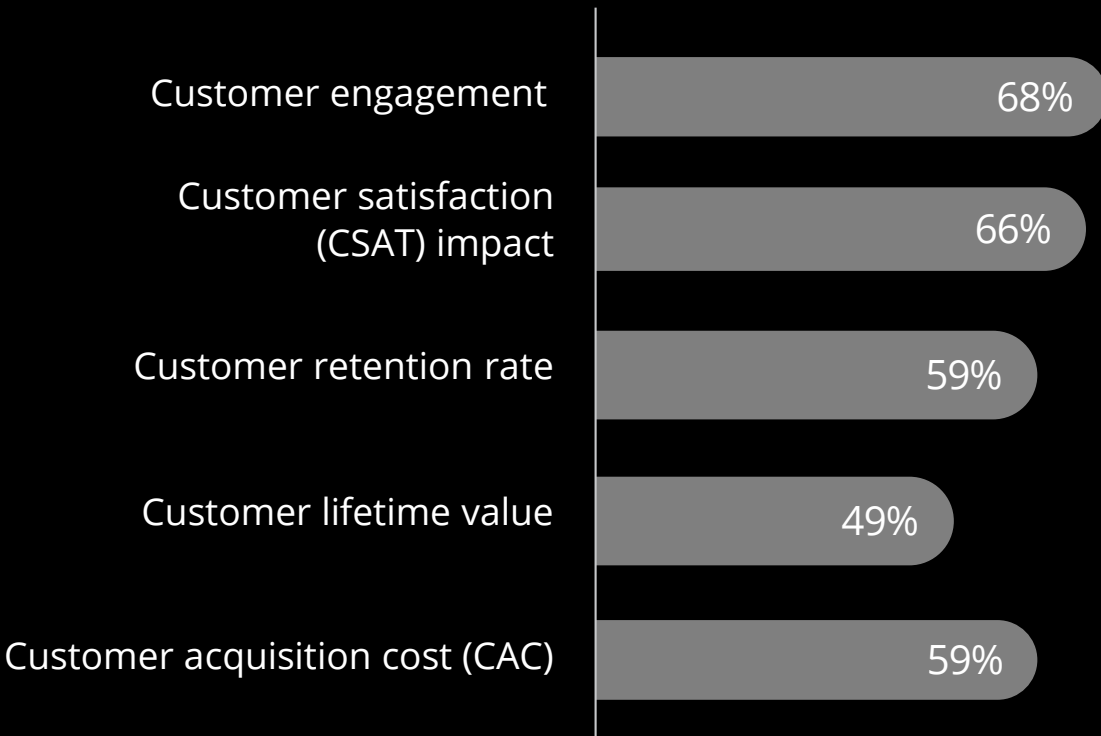 Customer engagement
68%
Customer satisfaction
(CSAT) impact
66%
Customer retention rate
59%
Customer lifetime value
49%
Customer acquisition cost (CAC)
59%